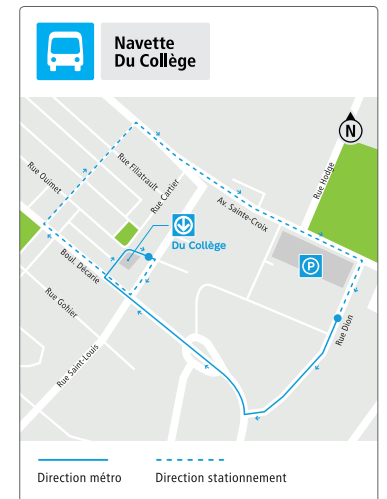 Navette
Du Collège
N
Rue Hodge
Rue Filiatrault
Rue Ouimet
Rue Cartier
Av. Sainte-Croix
Du Collège
Boul. Décarie
P
Rue Gohier
Rue Dion
Rue Saint-Louis
Direction métro
Direction stationnement